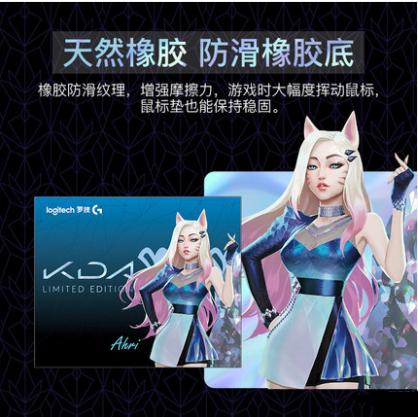 天然橡胶 防滑橡胶底
橡胶防滑纹理，增强摩擦力，游戏时大幅度挥动鼠标，
鼠标垫也能保持稳固。
logitech 罗技 G
KDA
LIMITED EDITIO
Ahri